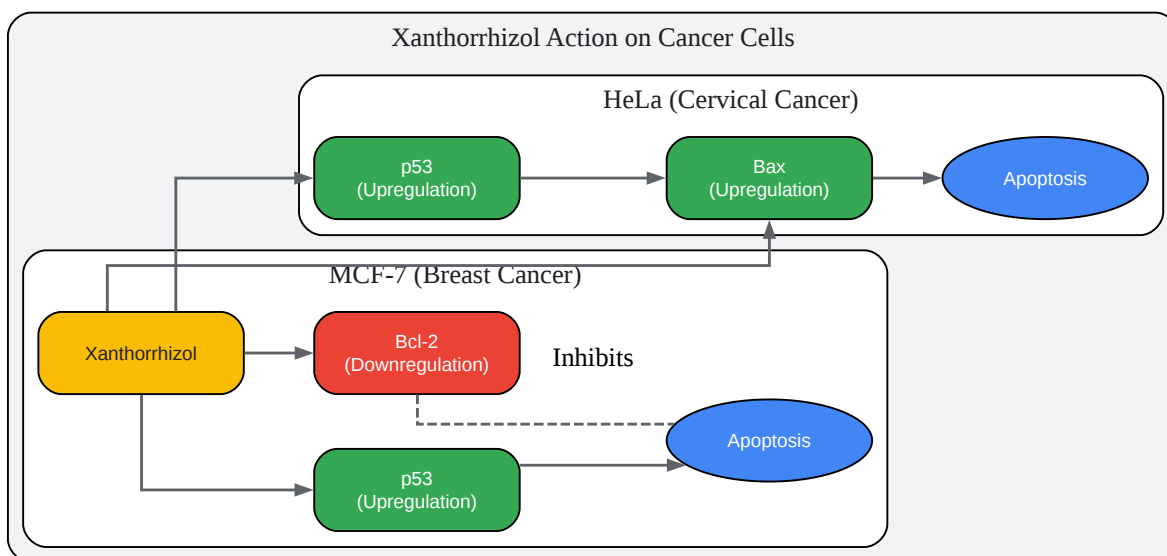 Xanthorrhizol Action on Cancer Cells
HeLa (Cervical Cancer)
p53
(Upregulation)
Bax
(Upregulation)
Apoptosis
MCF-7 (Breast Cancer)
Xanthorrhizol
Bcl-2
(Downregulation)
Inhibits
Apoptosis
p53
(Upregulation)